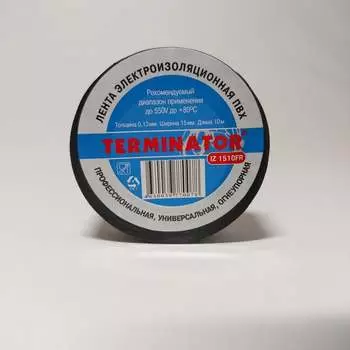 ЛЕНТА ЭЛЕКТРОИЗОЛЯЦИОННАЯ ПВХ
Рекомендуемый
диапазон применения
до 550V до +80°С
Толщина 0,13мм. Ширина 15мм. Длина 10м
TERMINATOR
IZ 1510FR
ПРОФЕССИОНАЛЬНАЯ, УНИВЕРСАЛЬНАЯ, ОГНЕУПОРНАЯ